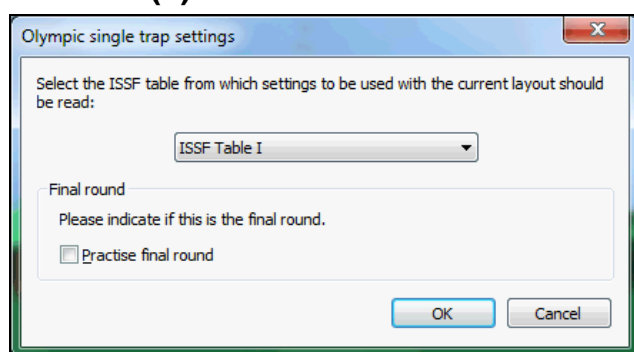 Olympic single trap settings
Select the ISSF table from which settings to be used with the current layout should
be read:
ISSF Table I
Final round
Please indicate if this is the final round.
Practise final round
OK
Cancel